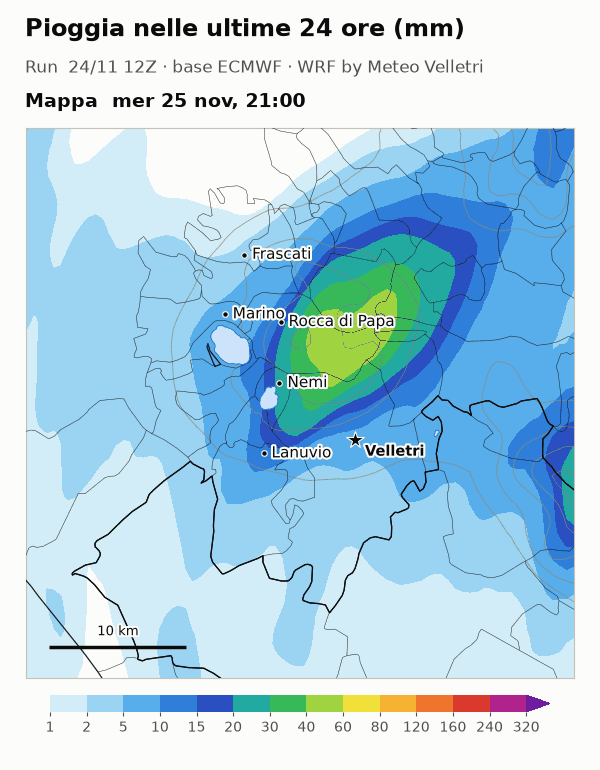 Pioggia nelle ultime 24 ore (mm)
Run  24/11 12Z · base ECMWF · WRF by Meteo Velletri
Mappa  mer 25 nov, 21:00
Frascati
Marino
Rocca di Papa
Nemi
Velletri
Lanuvio
10 km
1 2 5 10 15 20 30 40 60 80 120 160 240 320